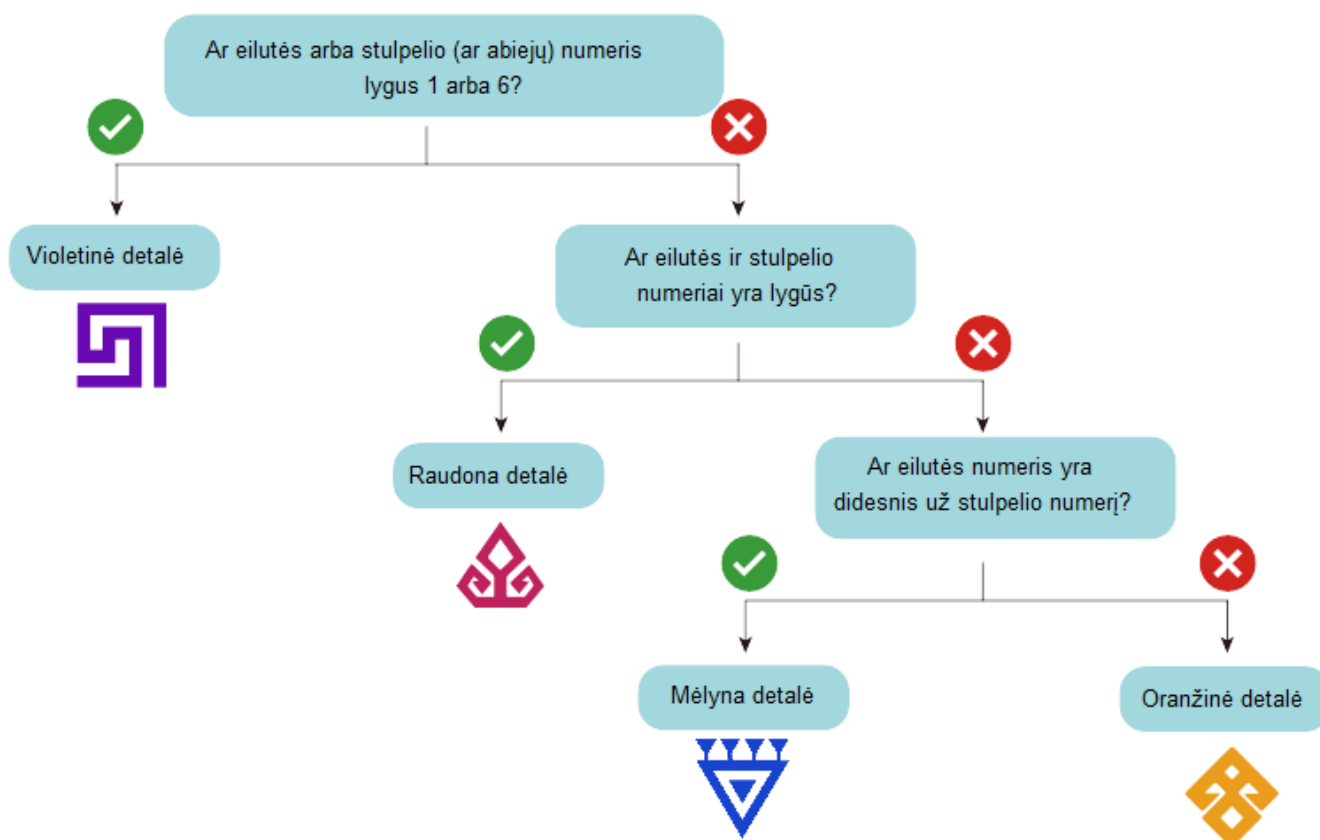 Ar eilutės arba stulpelio (ar abiejų) numeris
lygus 1 arba 6?
Violetinė detalė
Ar eilutės ir stulpelio
numeriai yra lygūs?
Raudona detalė
Ar eilutės numeris yra
didesnis už stulpelio numerį?
Mėlyna detalė
Oranžinė detalė